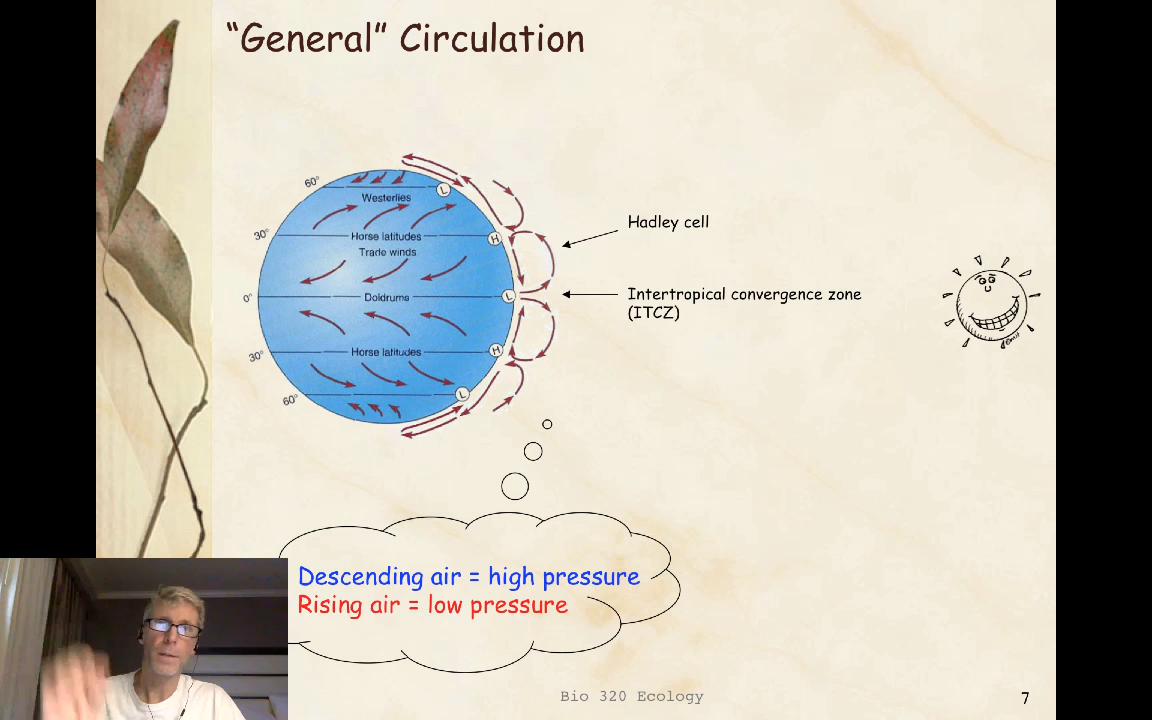 “General” Circulation
60°
L
Westerlies
30°
Horse latitudes
H
Trade winds
Hadley cell
0°
Doldrums
L
Intertropical convergence zone
(ITCZ)
30°
Horse latitudes
H
60°
L
Descending air = high pressure
Rising air = low pressure
Bio 320 Ecology
7